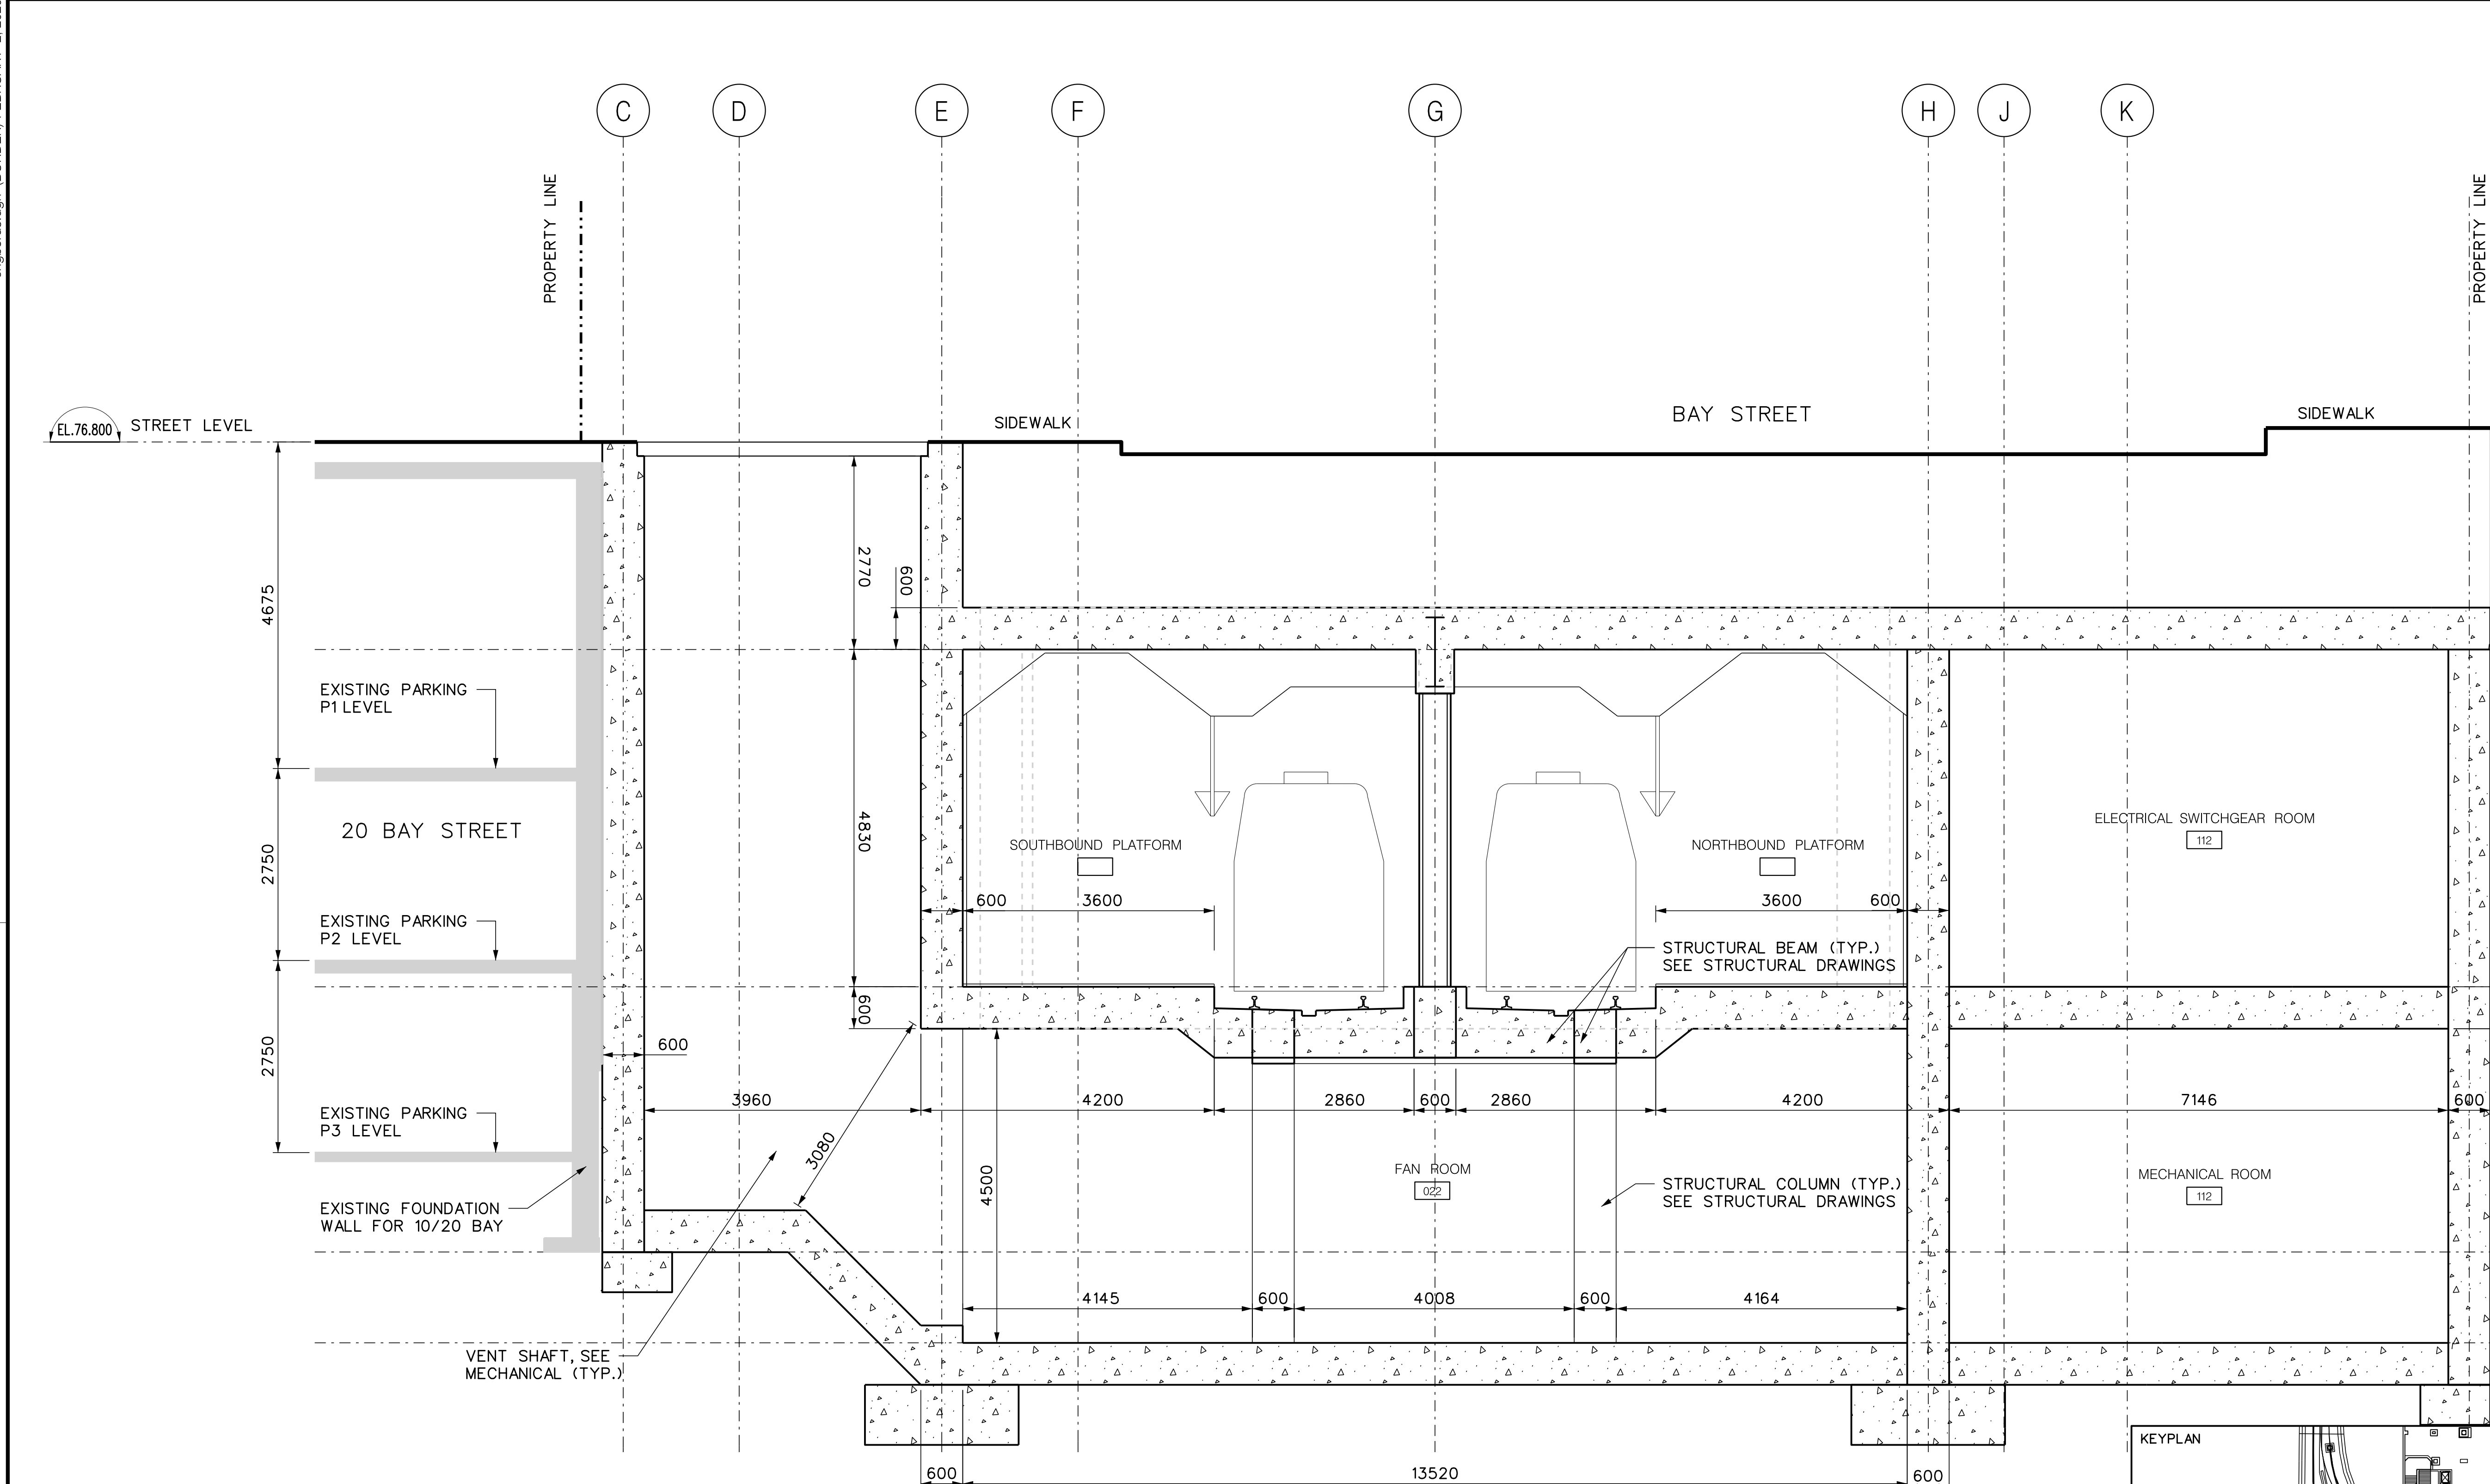 C
D
E
F
G
H
J
K
PROPERTY LINE
PROPERTY LINE
EL.76.800
STREET LEVEL
SIDEWALK
BAY STREET
SIDEWALK
4675
2770
600
EXISTING PARKING
P1 LEVEL
20 BAY STREET
2750
4830
SOUTHBOUND PLATFORM
NORTHBOUND PLATFORM
ELECTRICAL SWITCHGEAR ROOM
112
600
3600
3600
600
EXISTING PARKING
P2 LEVEL
STRUCTURAL BEAM (TYP.)
SEE STRUCTURAL DRAWINGS
600
2750
600
3960
4200
2860
600
2860
4200
7146
600
EXISTING PARKING
P3 LEVEL
3080
4500
FAN ROOM
022
STRUCTURAL COLUMN (TYP.)
SEE STRUCTURAL DRAWINGS
MECHANICAL ROOM
112
EXISTING FOUNDATION
WALL FOR 10/20 BAY
4145
600
4008
600
4164
VENT SHAFT, SEE
MECHANICAL (TYP.)
KEYPLAN
600
13520
600